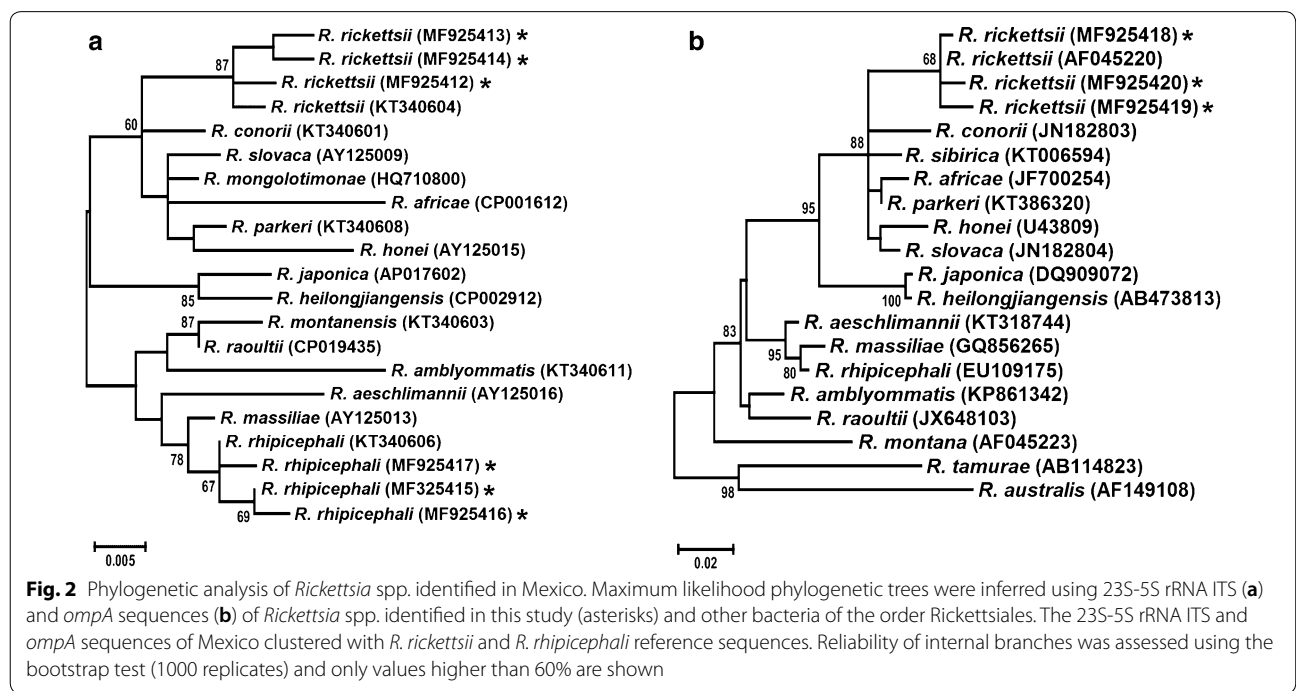 a
R. rickettsii (MF925413) *
R. rickettsii (MF925414) *
87
R. rickettsii (MF925412) *
R. rickettsii (KT340604)
60
R. conorii (KT340601)
R. slovaca (AY125009)
R. mongolotimonae (HQ710800)
R. africae (CP001612)
R. parkeri (KT340608)
R. honei (AY125015)
R. japonica (AP017602)
85
R. heilongjiangensis (CP002912)
87
R. montanensis (KT340603)
R. raoultii (CP019435)
R. amblyommatis (KT340611)
R. aeschlimannii (AY125016)
R. massiliae (AY125013)
R. rhipicephali (KT340606)
78
R. rhipicephali (MF925417) *
67
R. rhipicephali (MF325415) *
69
R. rhipicephali (MF925416) *
0.005
b
R. rickettsii (MF925418) *
68
R. rickettsii (AF045220)
R. rickettsii (MF925420) *
R. rickettsii (MF925419) *
R. conorii (JN182803)
88
R. sibirica (KT006594)
R. africae (JF700254)
R. parkeri (KT386320)
95
R. honei (U43809)
R. slovaca (JN182804)
R. japonica (DQ909072)
100
R. heilongjiangensis (AB473813)
R. aeschlimannii (KT318744)
83
95
R. massiliae (GQ856265)
80
R. rhipicephali (EU109175)
R. amblyommatis (KP861342)
R. raoultii (JX648103)
R. montana (AF045223)
R. tamurae (AB114823)
98
R. australis (AF149108)
0.02
Fig. 2 Phylogenetic analysis of Rickettsia spp. identified in Mexico. Maximum likelihood phylogenetic trees were inferred using 23S-5S rRNA ITS (a)
and ompA sequences (b) of Rickettsia spp. identified in this study (asterisks) and other bacteria of the order Rickettsiales. The 23S-5S rRNA ITS and
ompA sequences of Mexico clustered with R. rickettsii and R. rhipicephali reference sequences. Reliability of internal branches was assessed using the
bootstrap test (1000 replicates) and only values higher than 60% are shown